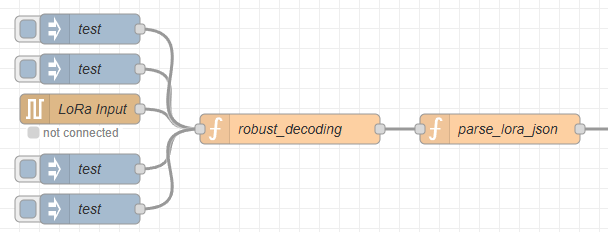 test
test
LoRa Input
not connected
robust_decoding
parse_lora_json
test
test